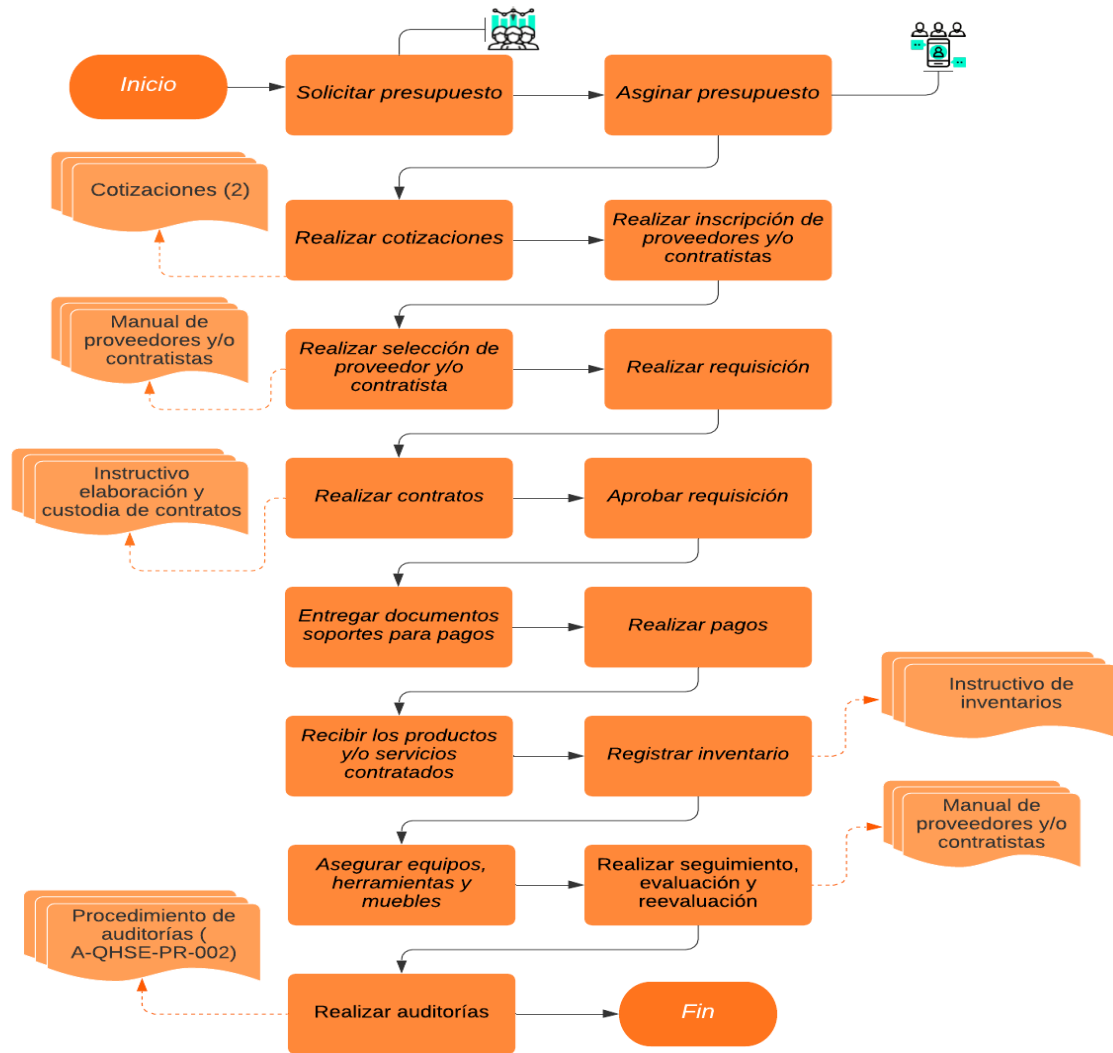 Inicio
Solicitar presupuesto
Asginar presupuesto
Cotizaciones (2)
Realizar cotizaciones
Realizar inscripción de
proveedores y/o
contratistas
Manual de
proveedores y/o
contratistas
Realizar selección de
proveedor y/o
contratista
Realizar requisición
Instructivo
elaboración y
custodia de contratos
Realizar contratos
Aprobar requisición
Entregar documentos
soportes para pagos
Realizar pagos
Recibir los productos
y/o servicios
contratados
Registrar inventario
Instructivo de
inventarios
Asegurar equipos,
herramientas y
muebles
Realizar seguimiento,
evaluación y
reevaluación
Manual de
proveedores y/o
contratistas
Procedimiento de
auditorías (
A-QHSE-PR-002)
Realizar auditorías
Fin